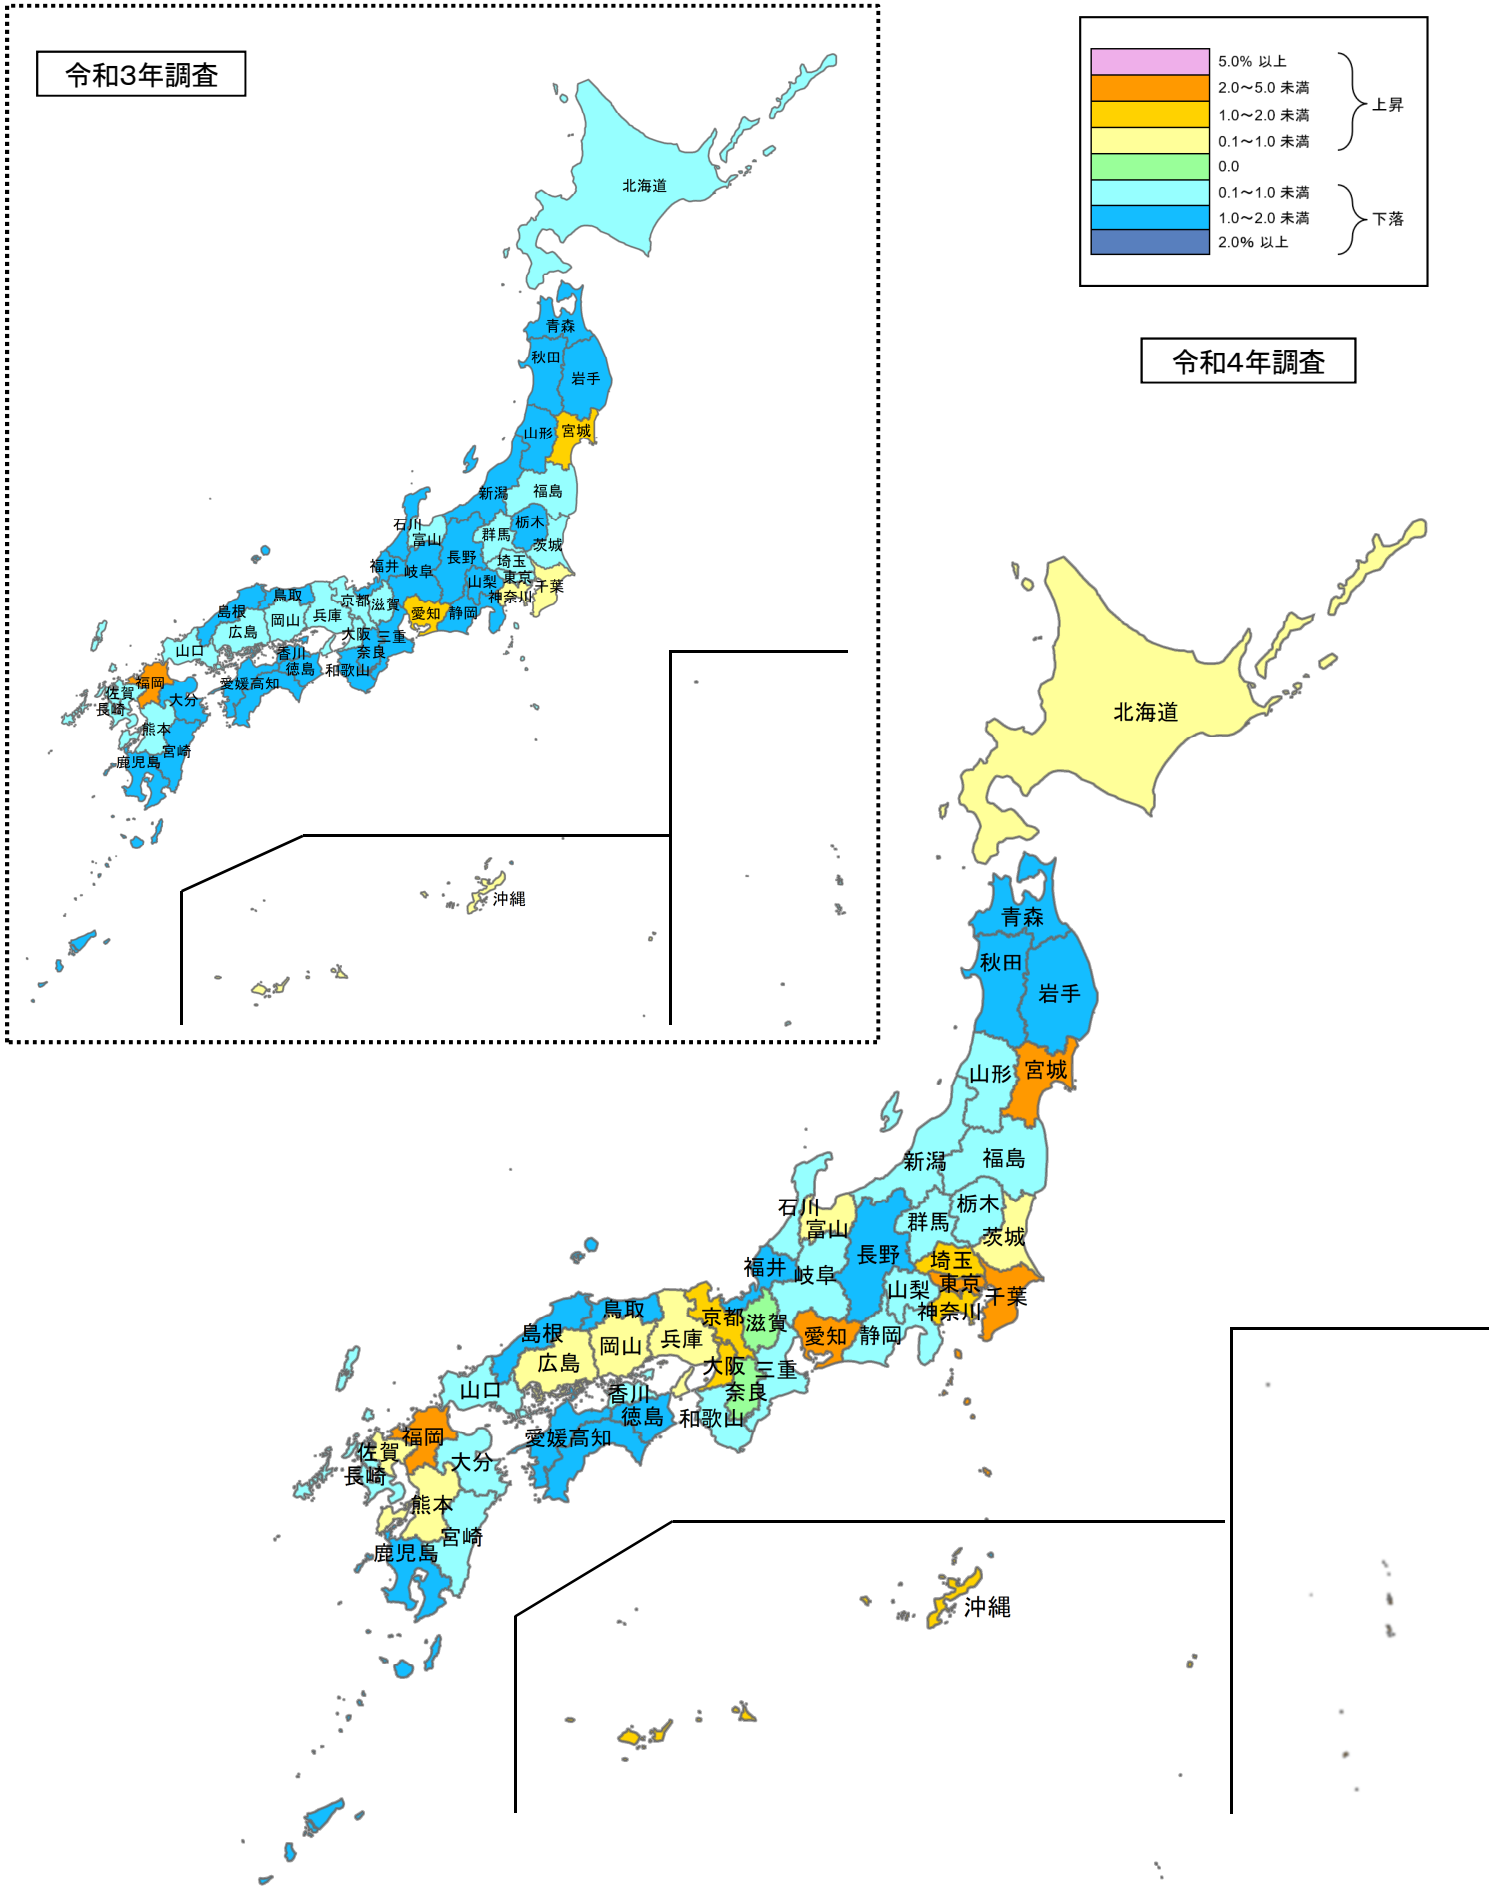 令和3年調査
北海道
青森
秋田
岩手
山形
宮城
新潟
福島
石川
富山
群馬
栃木
茨城
福井
岐阜
長野
埼玉
東京
山梨
神奈川
千葉
島根
鳥取
岡山
兵庫
京都
滋賀
愛知
静岡
広島
山口
大阪
奈良
三重
香川
徳島
和歌山
愛媛
高知
福岡
佐賀
長崎
大分
熊本
宮崎
鹿児島
沖縄
5.0% 以上
2.0～5.0 未満
1.0～2.0 未満
0.1～1.0 未満
上昇
0.0
0.1～1.0 未満
1.0～2.0 未満
2.0% 以上
下落
令和4年調査
北海道
青森
秋田
岩手
山形
宮城
新潟
福島
石川
富山
群馬
栃木
茨城
福井
岐阜
長野
埼玉
東京
山梨
神奈川
千葉
島根
鳥取
岡山
兵庫
京都
滋賀
愛知
静岡
広島
山口
大阪
奈良
三重
香川
徳島
和歌山
愛媛
高知
福岡
佐賀
長崎
大分
熊本
宮崎
鹿児島
沖縄